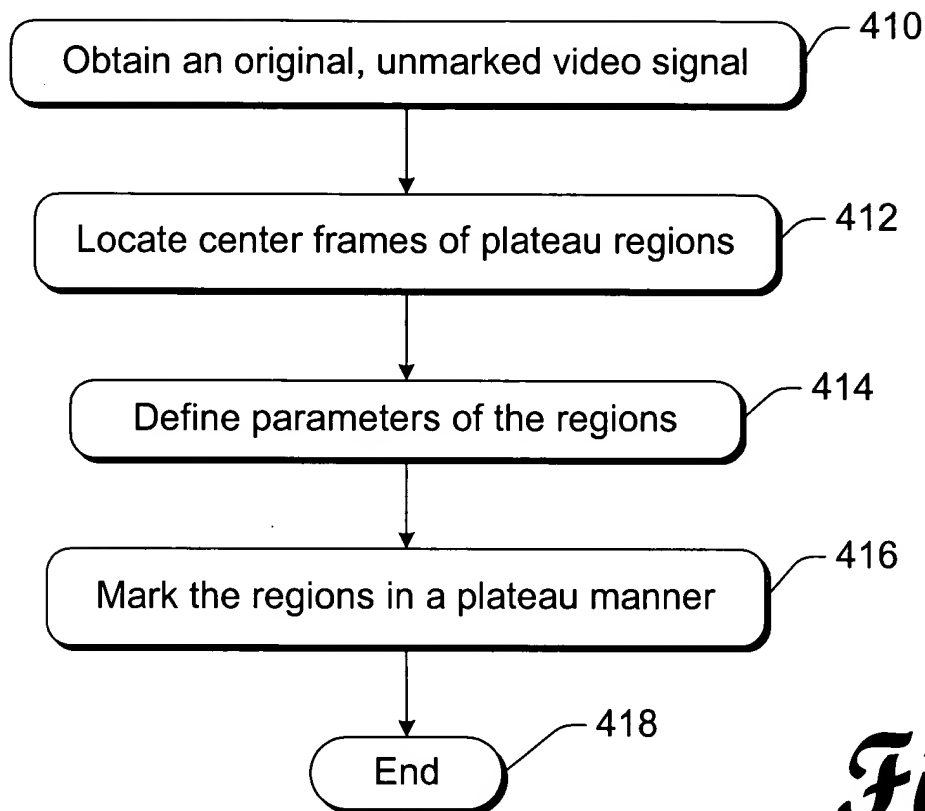 Obtain an original, unmarked video signal
410
Locate center frames of plateau regions
412
Define parameters of the regions
414
Mark the regions in a plateau manner
416
End
418